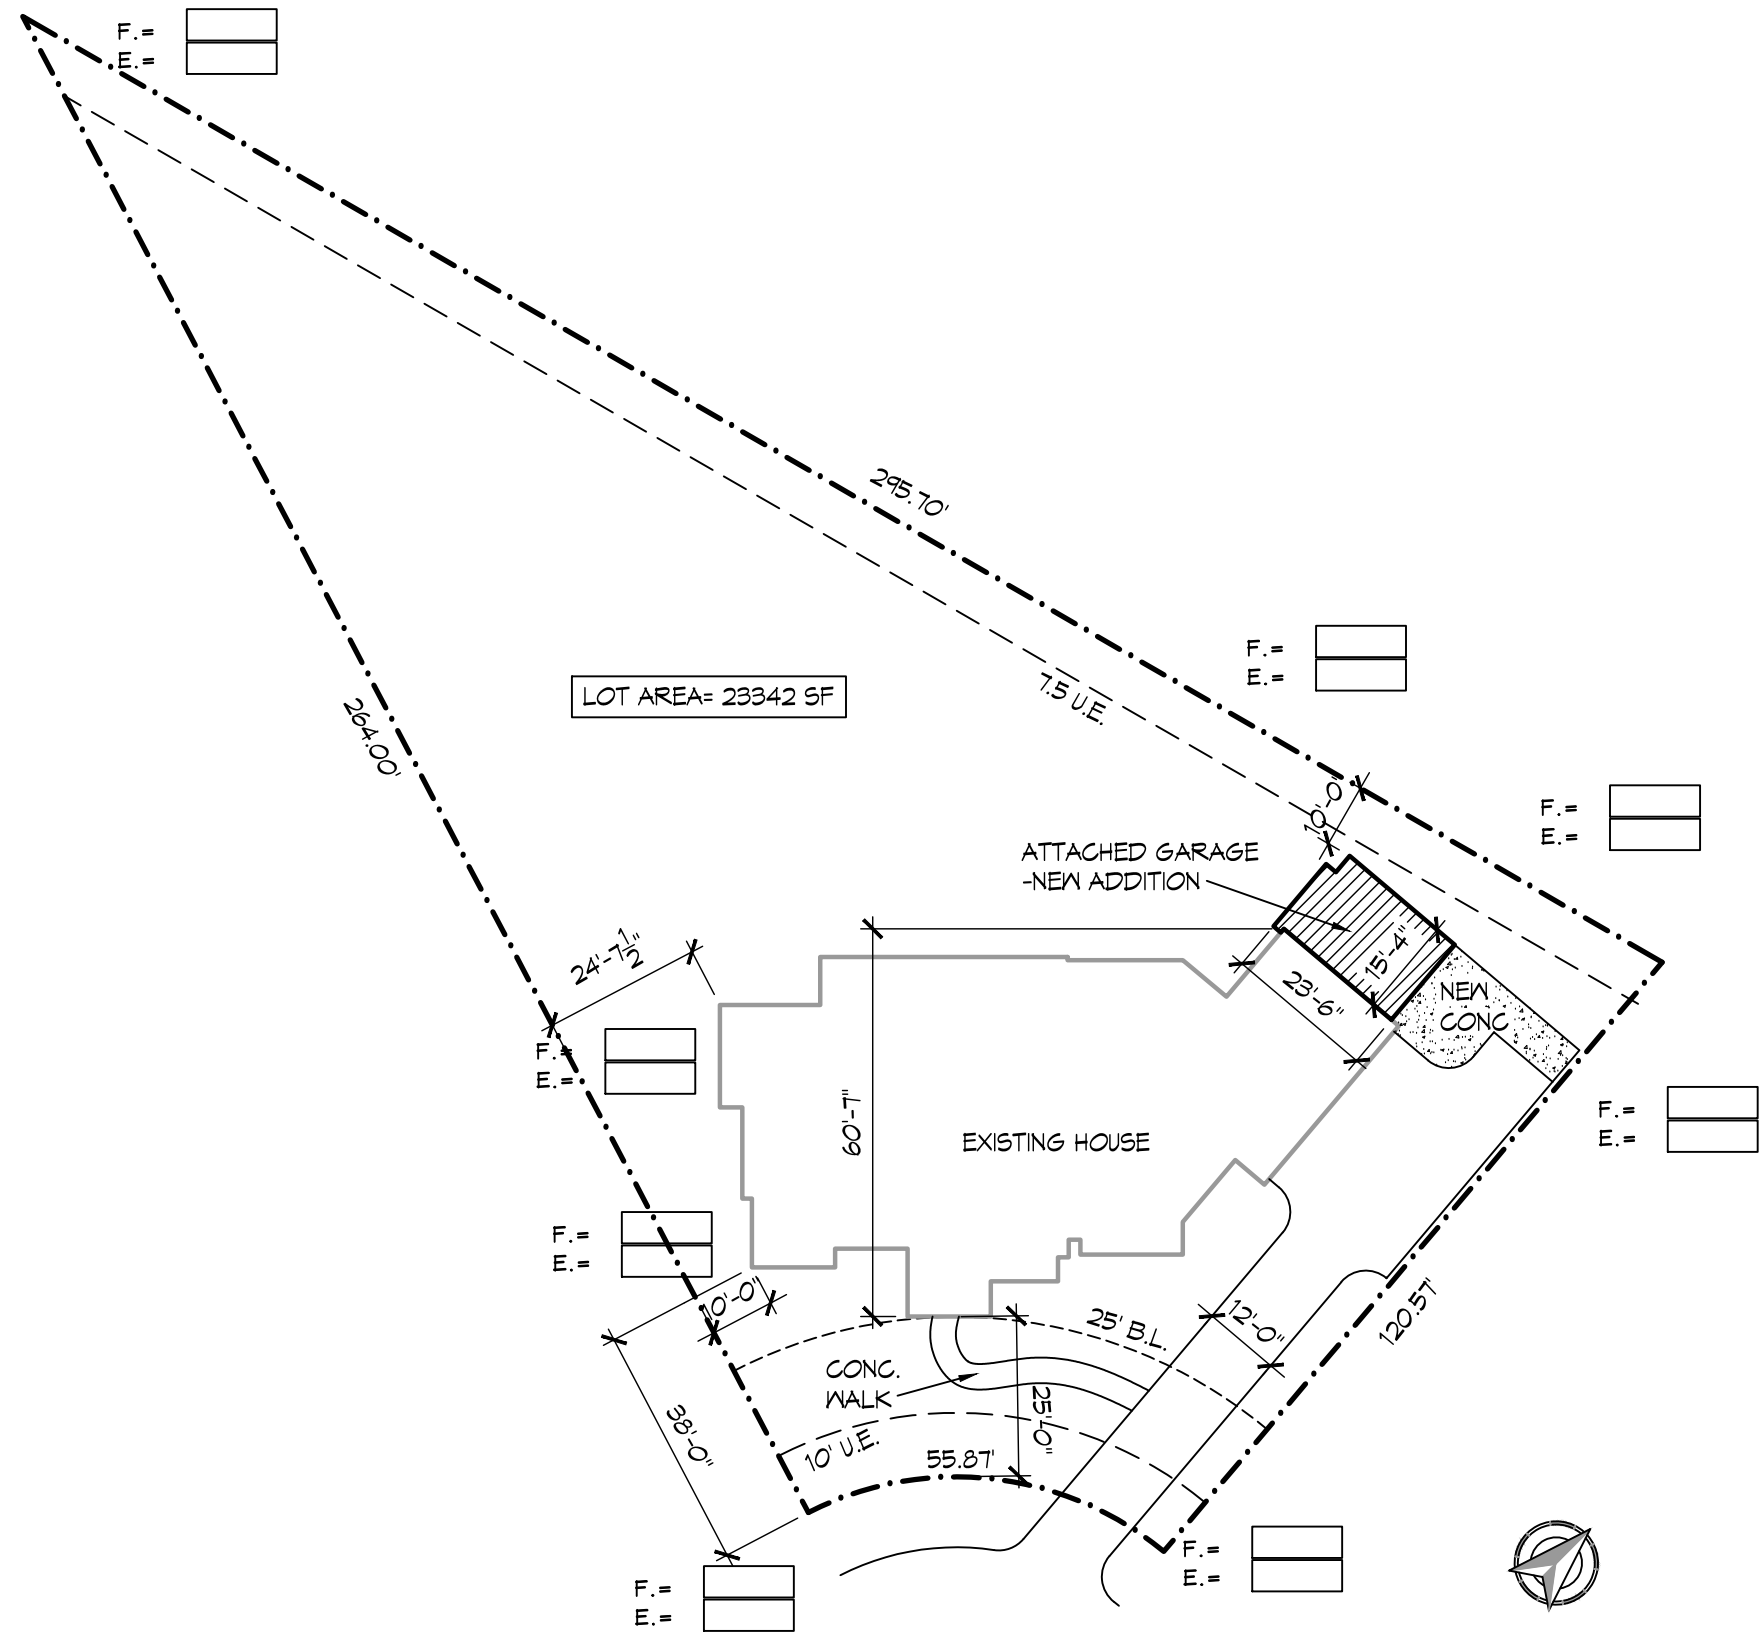 F.=
E.=
295.70'
F.=
E.=
LOT AREA= 23342 SF
7.5 U.E.
264.00'
10'-0"
F.=
E.=
ATTACHED GARAGE
-NEW ADDITION
24'-7 1/2"
15'-4"
23'-6"
NEW
CONC
F.=
E.=
60'-7"
EXISTING HOUSE
F.=
E.=
F.=
E.=
10'-0"
25' B.L.
12'-0"
120.57'
CONC.
WALK
38'-0"
25'-0"
10' U.E.
55.87'
F.=
E.=
F.=
E.=